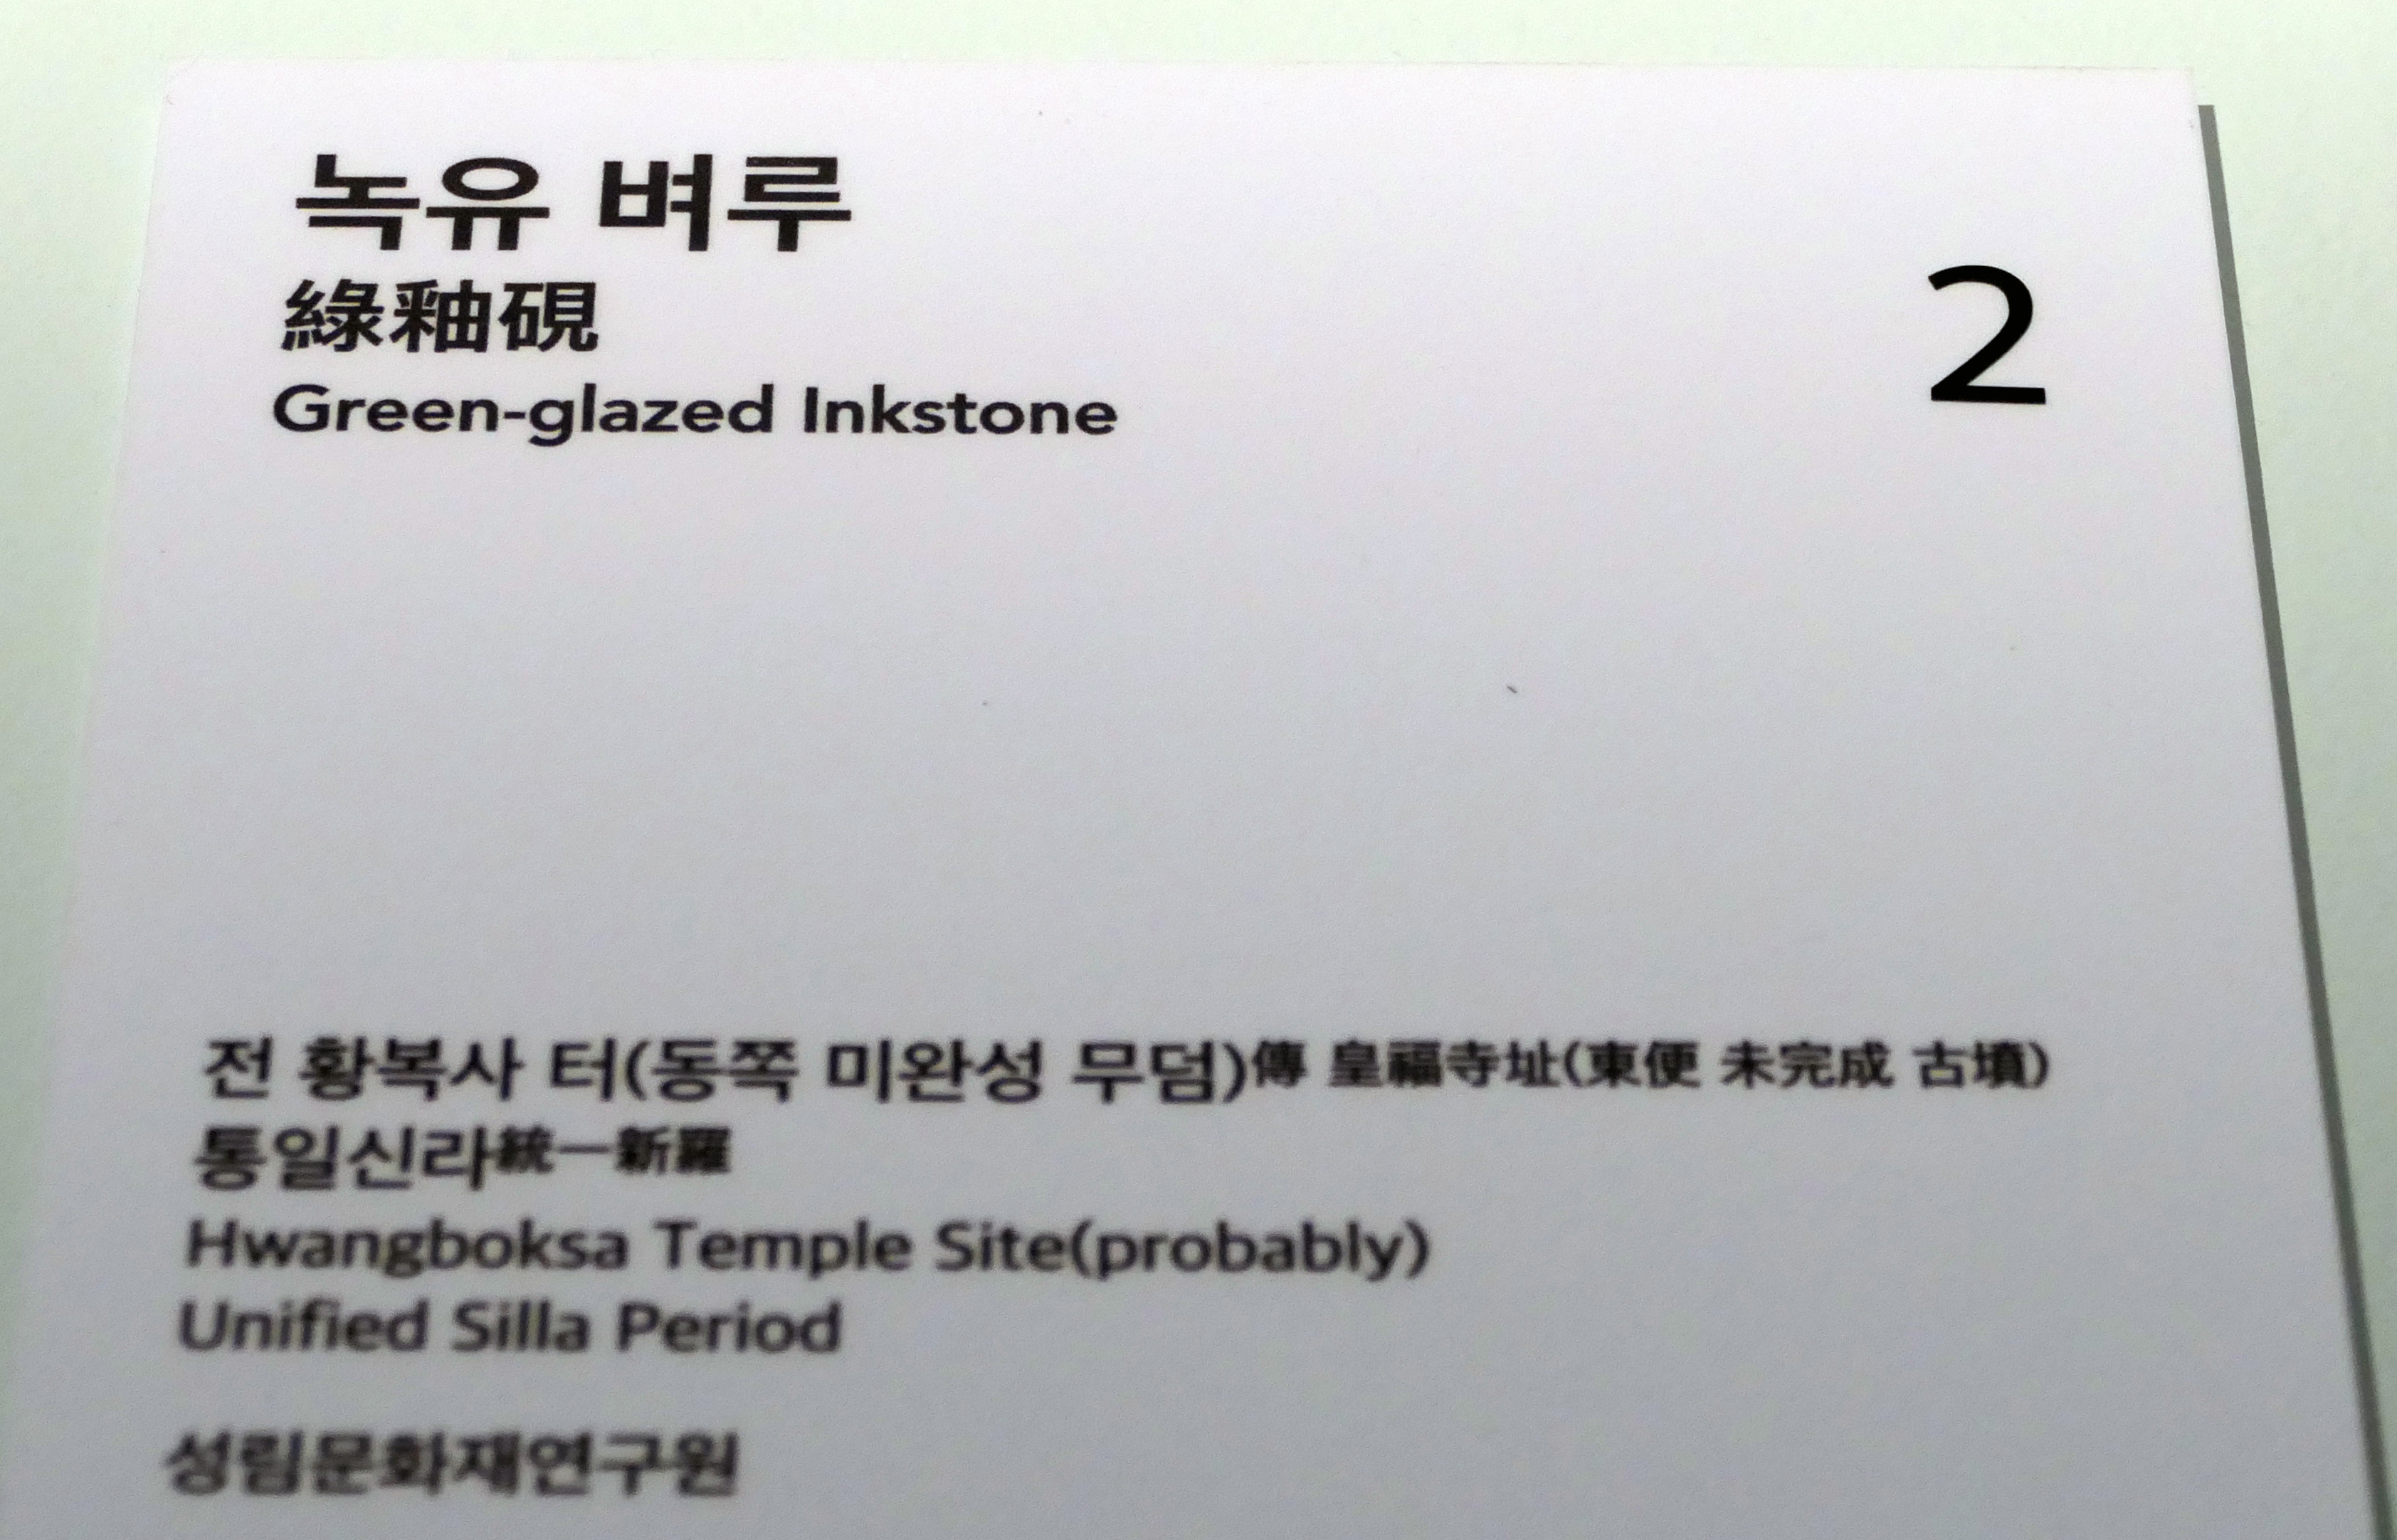 녹유 벼루
綠釉硯
Green-glazed Inkstone
2
전 황복사 터(동쪽 미완성 무덤)傳 皇福寺址(東便 未完成 古墳)
통일신라統一新羅
Hwangboksa Temple Site(probably)
Unified Silla Period
성림문화재연구원